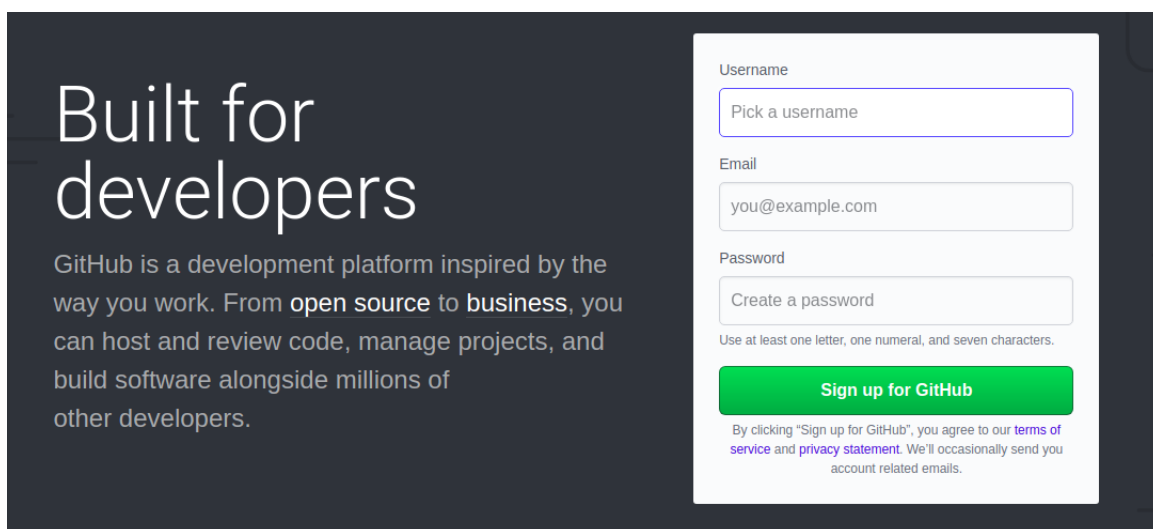 Built for
developers
GitHub is a development platform inspired by the
way you work. From open source to business, you
can host and review code, manage projects, and
build software alongside millions of
other developers.
Username
Pick a username
Email
you@example.com
Password
Create a password
Use at least one letter, one numeral, and seven characters.
Sign up for GitHub
By clicking “Sign up for GitHub”, you agree to our terms of
service and privacy statement. We’ll occasionally send you
account related emails.